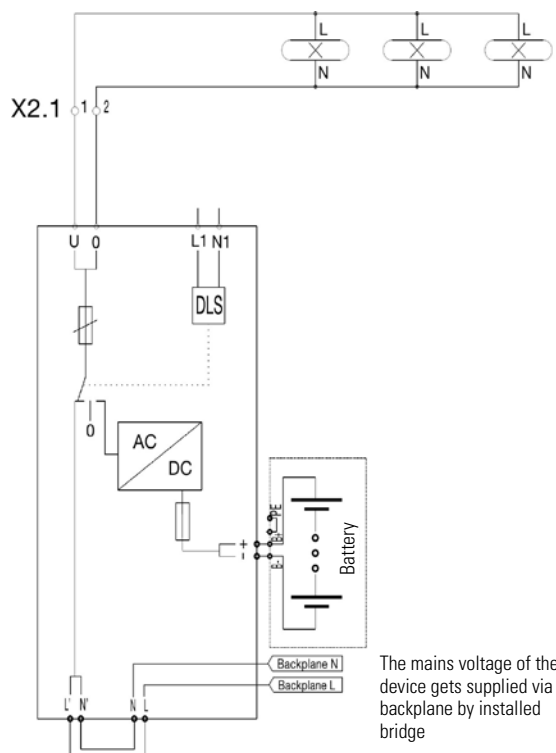 L L L
N N N
X2.1 1 2
U 0 L1 N1
DLS
0
AC
DC
+
-
PE
B+
B-
Battery
Backplane N
Backplane L
L' N' N L
The mains voltage of the
device gets supplied via
backplane by installed
bridge